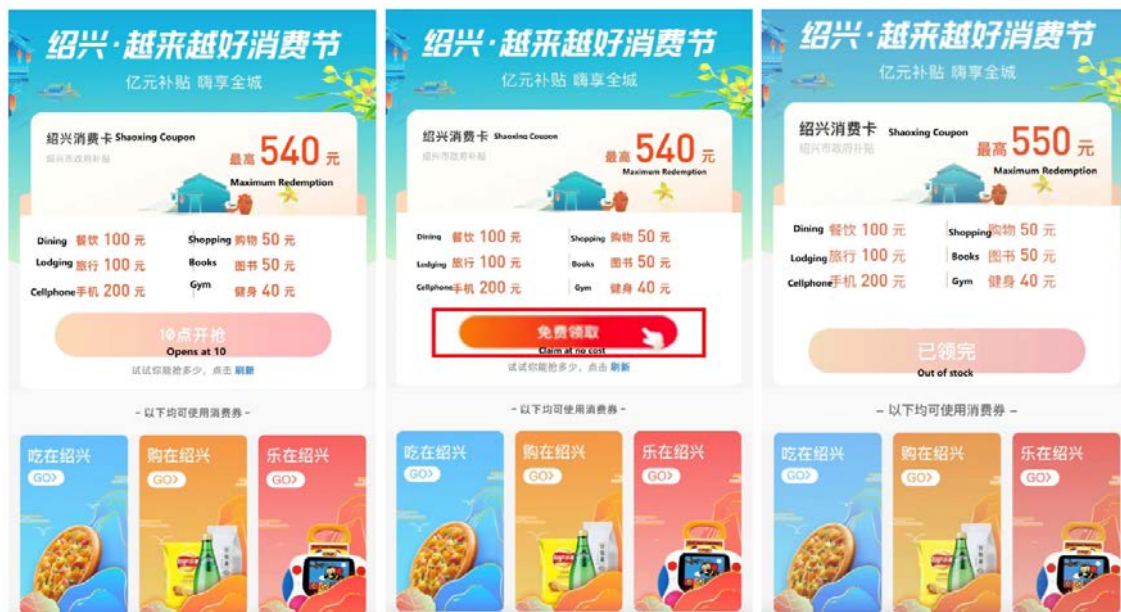 绍兴·越来越好消费节
亿元补贴 嗨享全城
绍兴消费卡 Shaoxing Coupon
绍兴市政府补贴
最高 540 元
Maximum Redemption
Dining 餐饮 100 元 Shopping 购物 50 元
Lodging 旅行 100 元 Books 图书 50 元
Cellphone 手机 200 元 Gym 健身 40 元
10点开抢
Opens at 10
试试你能抢多少，点击 刷新
- 以下均可使用消费券 -
吃在绍兴 购在绍兴 乐在绍兴
GO> GO> GO>
绍兴·越来越好消费节
亿元补贴 嗨享全城
绍兴消费卡 Shaoxing Coupon
绍兴市政府补贴
最高 540 元
Maximum Redemption
Dining 餐饮 100 元 Shopping 购物 50 元
Lodging 旅行 100 元 Books 图书 50 元
Cellphone 手机 200 元 Gym 健身 40 元
免费领取
Claim at no cost
试试你能抢多少，点击 刷新
- 以下均可使用消费券 -
吃在绍兴 购在绍兴 乐在绍兴
GO> GO> GO>
绍兴·越来越好消费节
亿元补贴 嗨享全城
绍兴消费卡 Shaoxing Coupon
绍兴市政府补贴
最高 550 元
Maximum Redemption
Dining 餐饮 100 元 Shopping 购物 50 元
Lodging 旅行 100 元 Books 图书 50 元
Cellphone 手机 200 元 Gym 健身 40 元
已领完
Out of stock
- 以下均可使用消费券 -
吃在绍兴 购在绍兴 乐在绍兴
GO> GO> GO>